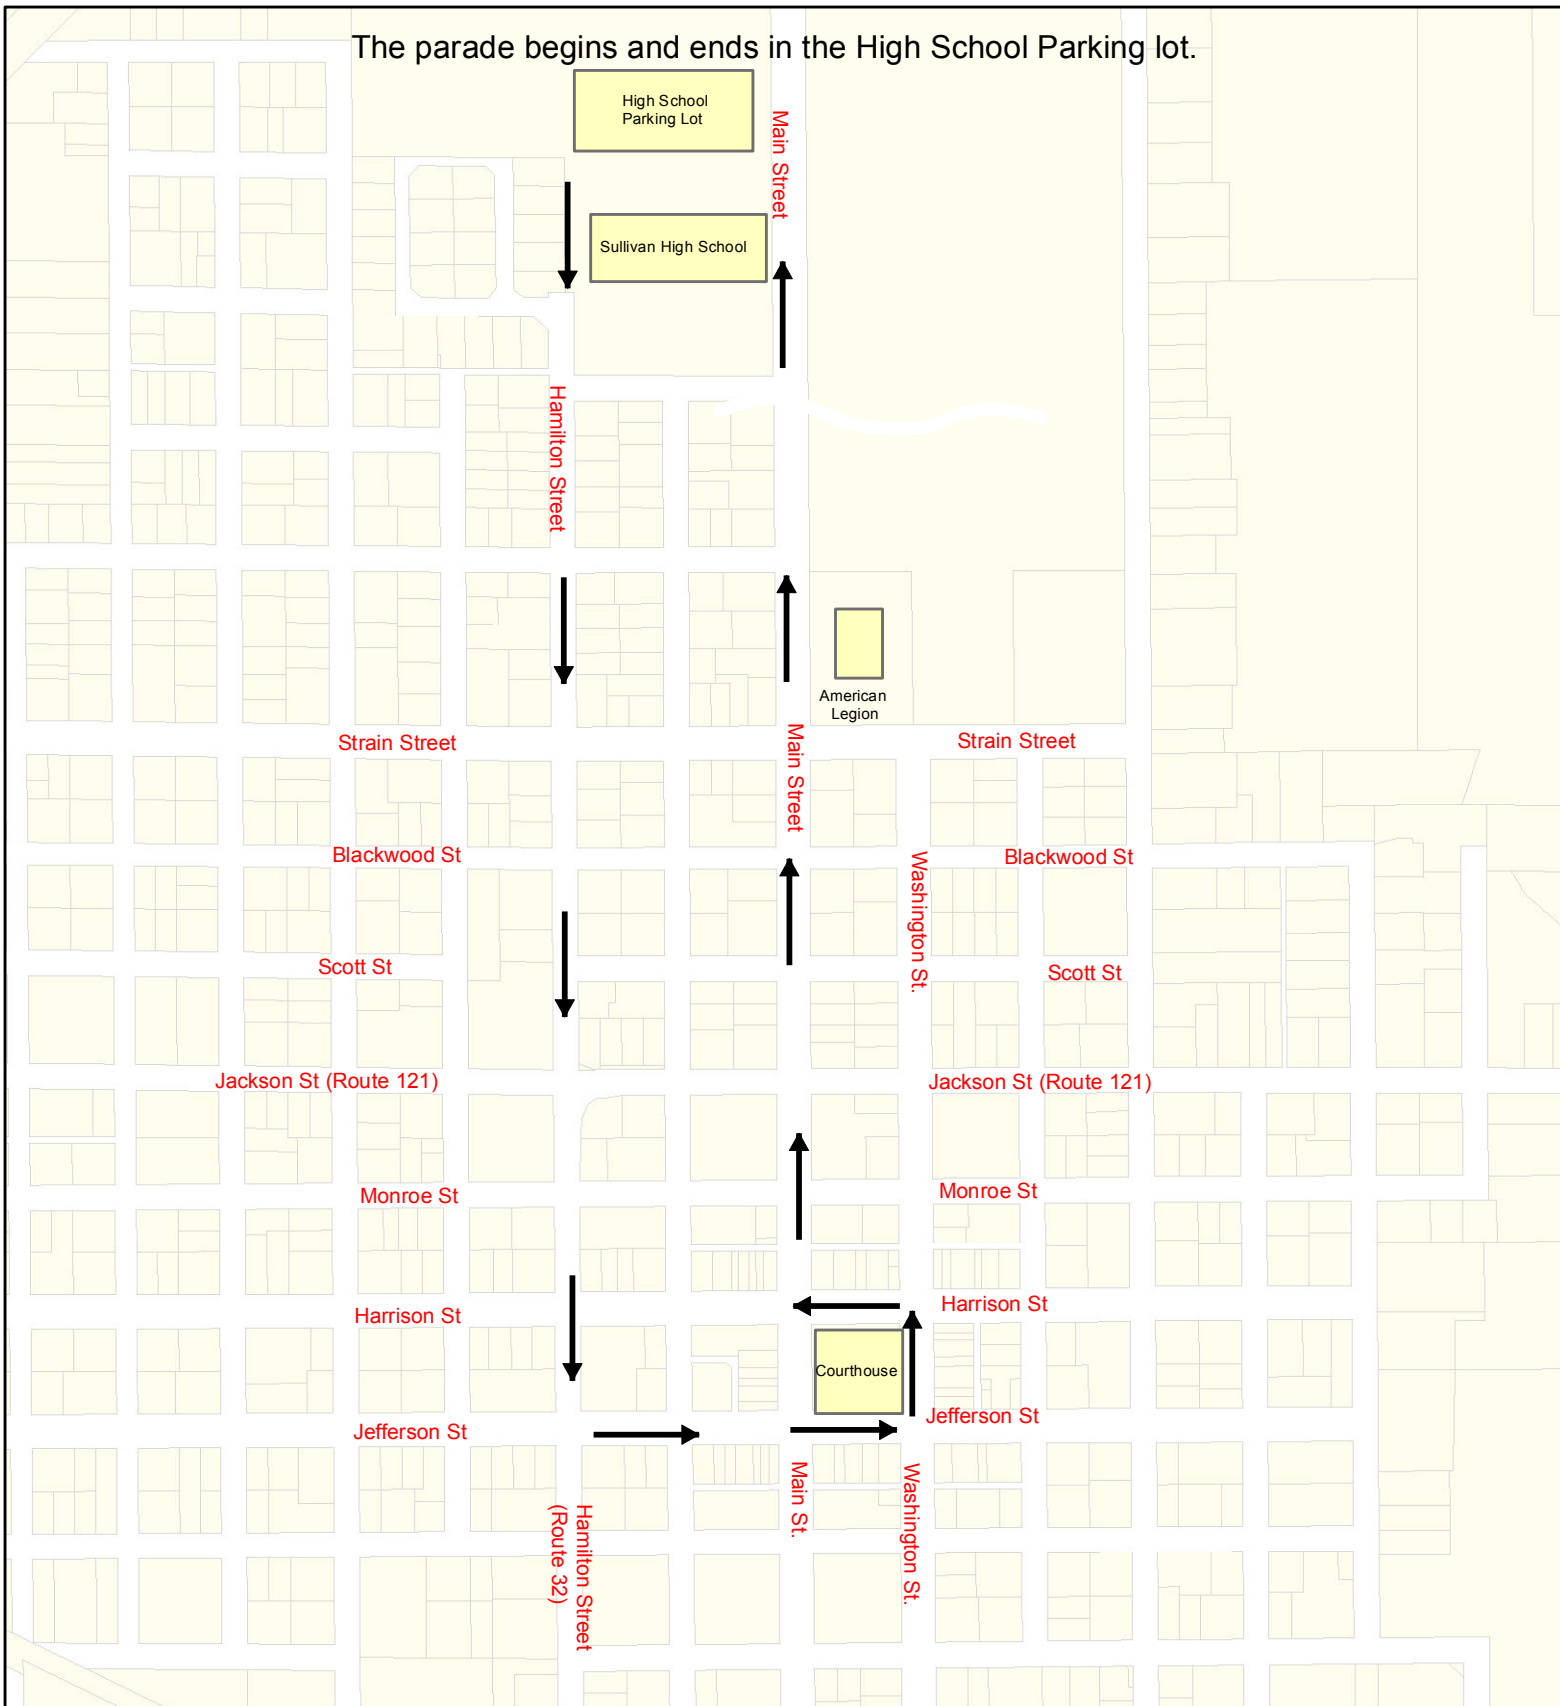 The parade begins and ends in the High School Parking lot.
High School
Parking Lot
Main Street
Sullivan High School
Hamilton Street
American
Legion
Strain Street
Main Street
Strain Street
Blackwood St
Washington St.
Blackwood St
Scott St
Scott St
Jackson St (Route 121)
Jackson St (Route 121)
Monroe St
Monroe St
Harrison St
Harrison St
Courthouse
Jefferson St
Jefferson St
Main St.
Washington St.
Hamilton Street
(Route 32)